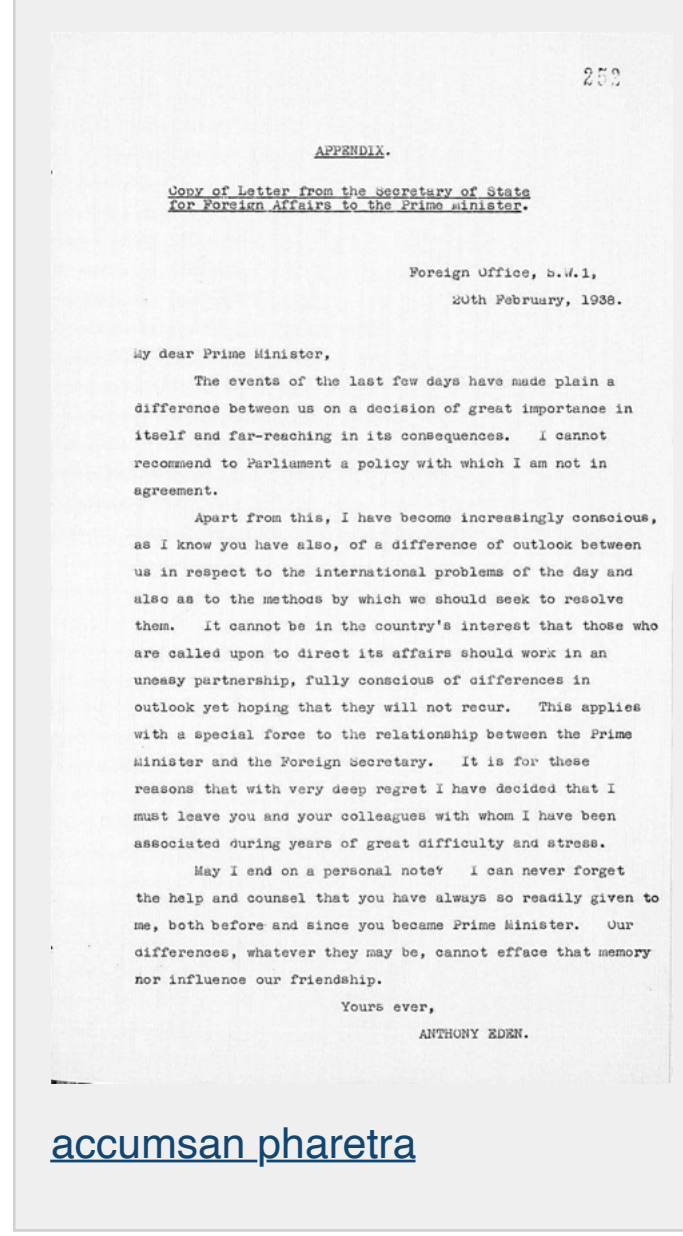 252
APPENDIX.
Copy of Letter from the Secretary of State
for Foreign Affairs to the Prime Minister.
Foreign Office, S.W.1,
20th February, 1938.
My dear Prime Minister,
The events of the last few days have made plain a
difference between us on a decision of great importance in
itself and far-reaching in its consequences. I cannot
recommend to Parliament a policy with which I am not in
agreement.
Apart from this, I have become increasingly conscious,
as I know you have also, of a difference of outlook between
us in respect to the international problems of the day and
also as to the methods by which we should seek to resolve
them. It cannot be in the country's interest that those who
are called upon to direct its affairs should work in an
uneasy partnership, fully conscious of differences in
outlook yet hoping that they will not recur. This applies
with a special force to the relationship between the Prime
Minister and the Foreign Secretary. It is for these
reasons that with very deep regret I have decided that I
must leave you and your colleagues with whom I have been
associated during years of great difficulty and stress.
May I end on a personal note? I can never forget
the help and counsel that you have always so readily given to
me, both before and since you became Prime Minister. Our
differences, whatever they may be, cannot efface that memory
nor influence our friendship.
Yours ever,
ANTHONY EDEN.
accumsan pharetra